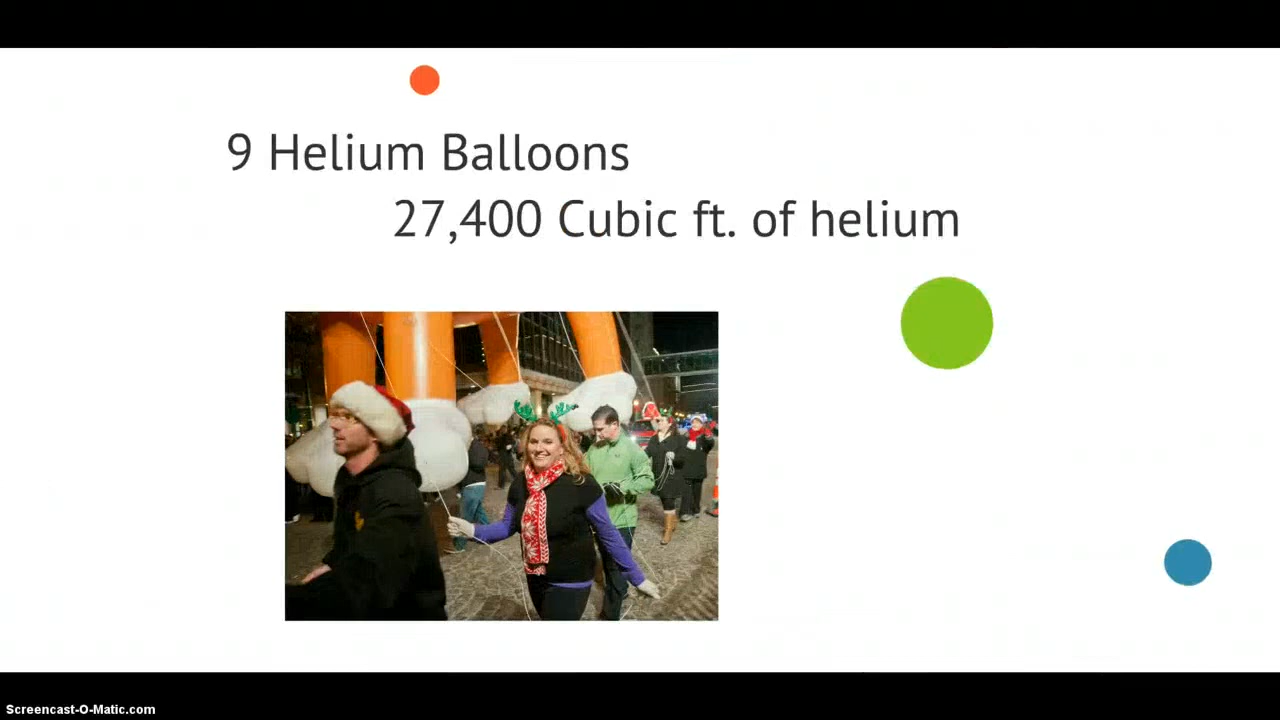 9 Helium Balloons
27,400 Cubic ft. of helium
Screencast-O-Matic.com